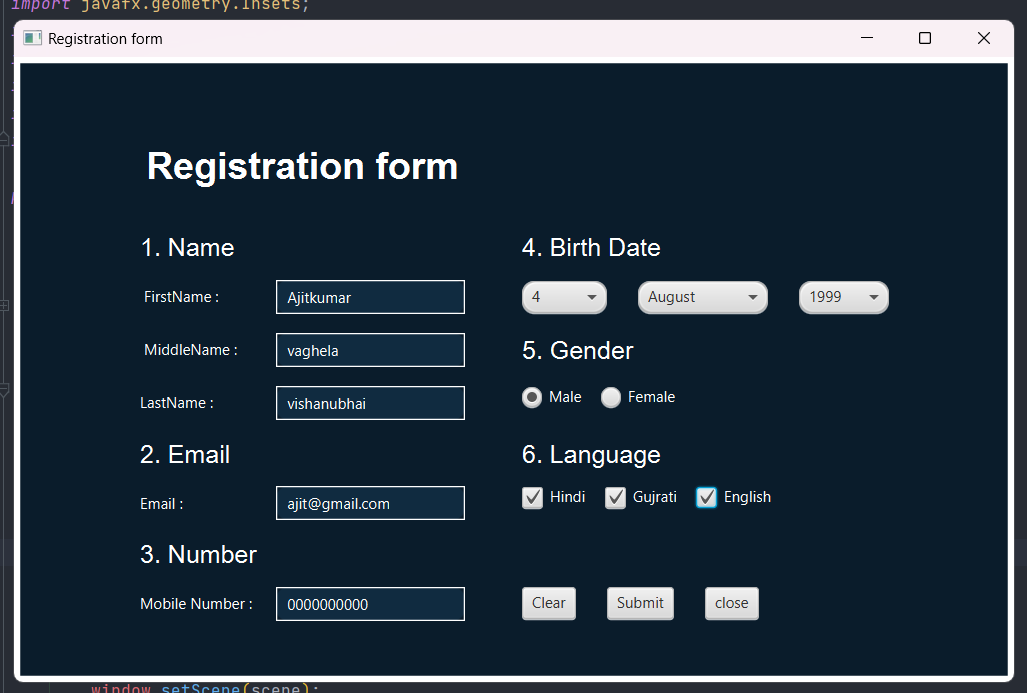 import javafx.geometry.Insets;
Registration form
Registration form
1. Name
FirstName : Ajitkumar
MiddleName : vaghela
LastName : vishanubhai
2. Email
Email : ajit@gmail.com
3. Number
Mobile Number : 0000000000
4. Birth Date
4 August 1999
5. Gender
Male Female
6. Language
Hindi Gujrati English
Clear Submit close
window.setScene(scene);